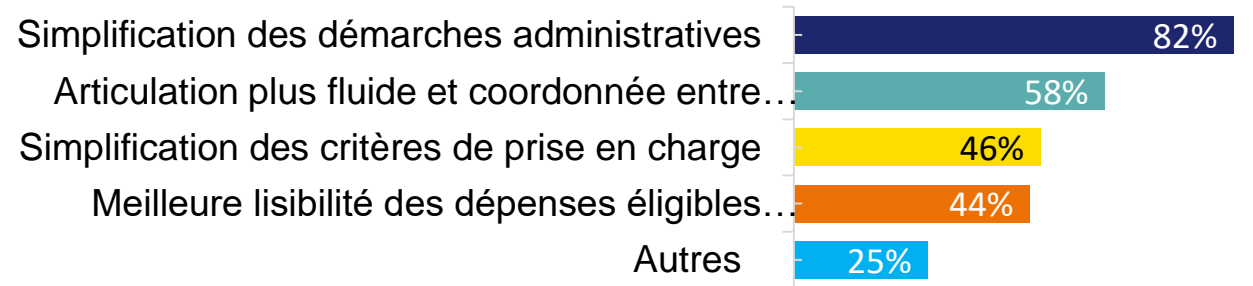 Simplification des démarches administratives 82%
Articulation plus fluide et coordonnée entre… 58%
Simplification des critères de prise en charge 46%
Meilleure lisibilité des dépenses éligibles… 44%
Autres 25%